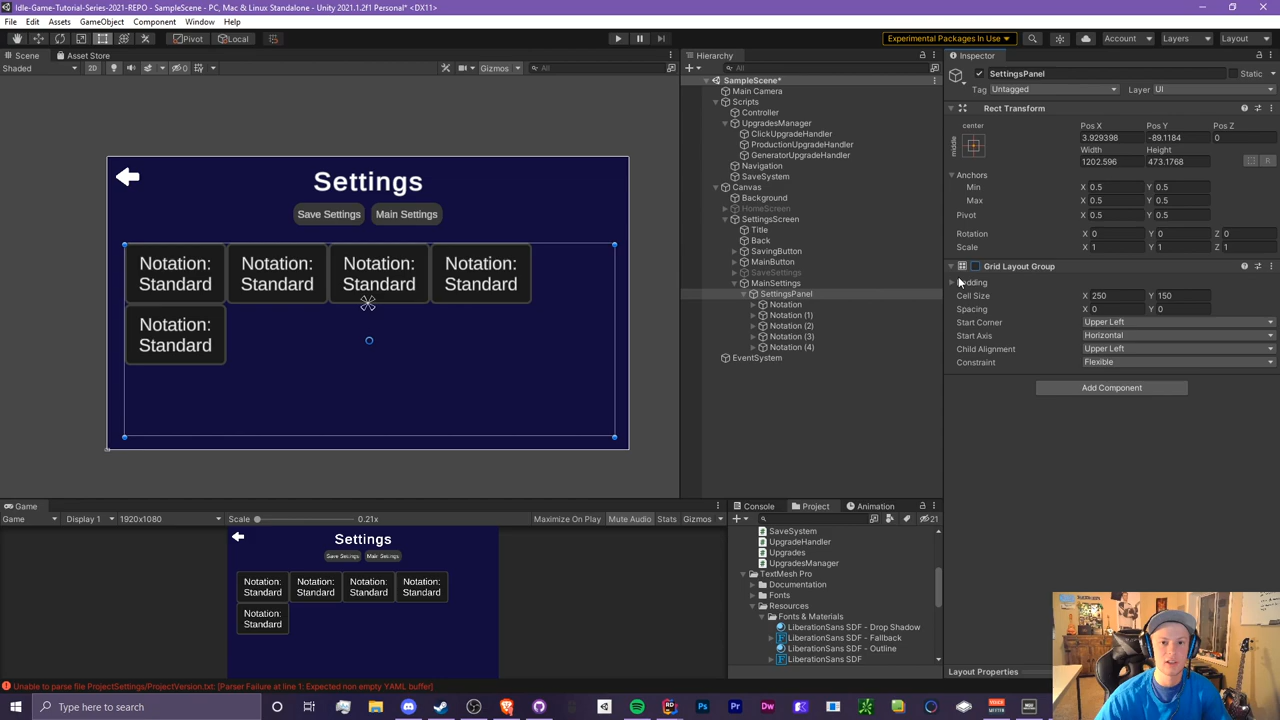 Idle-Game-Tutorial-Series-2021-REPO - SampleScene - PC, Mac & Linux Standalone - Unity 2021.1.2f1 Personal* <DX11>
File Edit Assets GameObject Component Window Help
Pivot Local Experimental Packages In Use Account Layers Layout
Scene Asset Store
Shaded 2D 0 Gizmos All
Settings
Save Settings Main Settings
Notation: Notation: Notation: Notation:
Standard Standard Standard Standard
Notation:
Standard
Hierarchy
All
SampleScene*
Main Camera
Scripts
Controller
UpgradesManager
ClickUpgradeHandler
ProductionUpgradeHandler
GeneratorUpgradeHandler
Navigation
SaveSystem
Canvas
Background
HomeScreen
SettingsScreen
Title
Back
SavingButton
MainButton
SaveSettings
MainSettings
SettingsPanel
Notation
Notation (1)
Notation (2)
Notation (3)
Notation (4)
EventSystem
Inspector
SettingsPanel Static
Tag Untagged Layer UI
Rect Transform
center Pos X Pos Y Pos Z
middle 3.929398 -89.1184 0
Width Height
1202.596 473.1768 R
Anchors
Min X 0.5 Y 0.5
Max X 0.5 Y 0.5
Pivot X 0.5 Y 0.5
Rotation X 0 Y 0 Z 0
Scale X 1 Y 1 Z 1
Grid Layout Group
Cell Size X 250 Y 150
Spacing X 0 Y 0
Start Corner Upper Left
Start Axis Horizontal
Child Alignment Upper Left
Constraint Flexible
Add Component
Layout Properties
Game
Game Display 1 1920x1080 Scale 0.21x Maximize On Play Mute Audio Stats Gizmos
Settings
Save Settings Main Settings
Notation: Notation: Notation: Notation:
Standard Standard Standard Standard
Notation:
Standard
Console Project Animation
21
SaveSystem
UpgradeHandler
Upgrades
UpgradesManager
TextMesh Pro
Documentation
Fonts
Resources
Fonts & Materials
LiberationSans SDF - Drop Shadow
LiberationSans SDF - Fallback
LiberationSans SDF - Outline
LiberationSans SDF
Unable to parse file ProjectSettings/ProjectVersion.txt: [Parser Failure at line 1: Expected non empty YAML buffer]
Type here to search